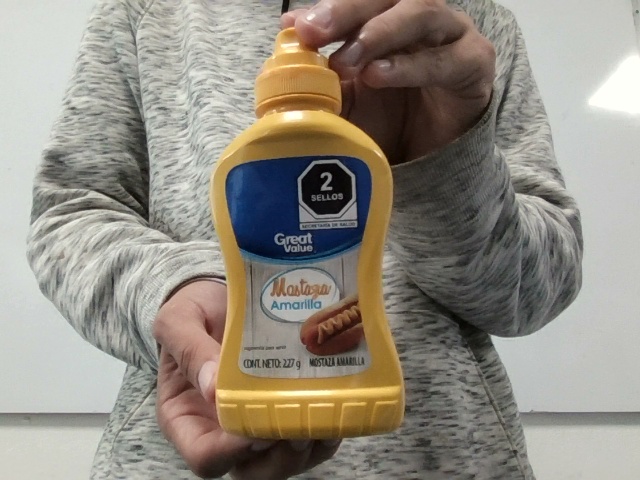 2
SELLOS
SECRETARÍA DE SALUD
Great
Value
Mostaza
Amarilla
CONT. NETO: 227 g MOSTAZA AMARILLA